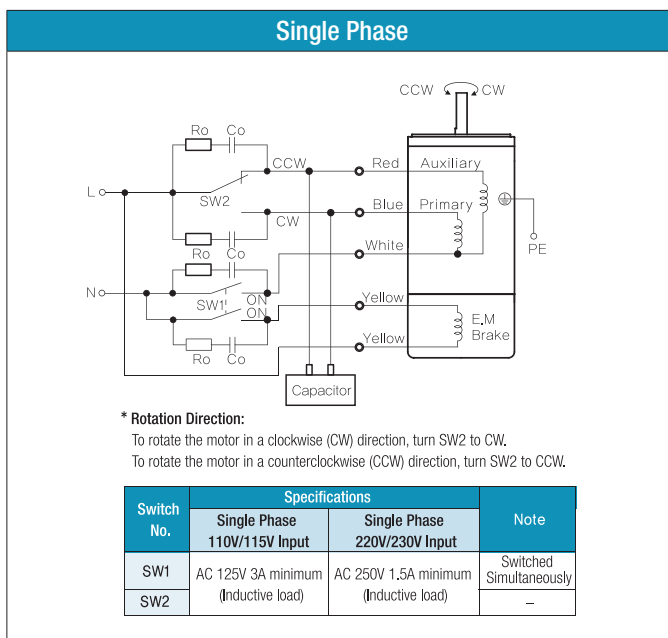 Single Phase
CCW CW
Ro Co
CCW
Red Auxiliary
L
SW2
Blue Primary
CW
Ro Co
White
PE
Ro Co
N
ON
SW1
ON
Yellow
E.M
Brake
Yellow
Ro Co
Capacitor
* Rotation Direction:
To rotate the motor in a clockwise (CW) direction, turn SW2 to CW.
To rotate the motor in a counterclockwise (CCW) direction, turn SW2 to CCW.
Switch
No.
Specifications
Note
Single Phase
110V/115V Input
Single Phase
220V/230V Input
SW1
AC 125V 3A minimum
(Inductive load)
AC 250V 1.5A minimum
(Inductive load)
Switched
Simultaneously
SW2
–